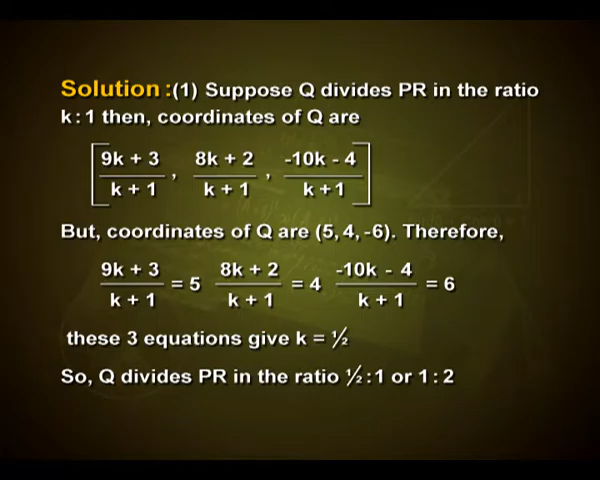 Solution :(1) Suppose Q divides PR in the ratio
k : 1 then, coordinates of Q are
[ 9k + 3 / k + 1 , 8k + 2 / k + 1 , -10k - 4 / k + 1 ]
But, coordinates of Q are (5, 4, -6). Therefore,
9k + 3 / k + 1 = 5 8k + 2 / k + 1 = 4 -10k - 4 / k + 1 = 6
these 3 equations give k = ½
So, Q divides PR in the ratio ½ : 1 or 1 : 2